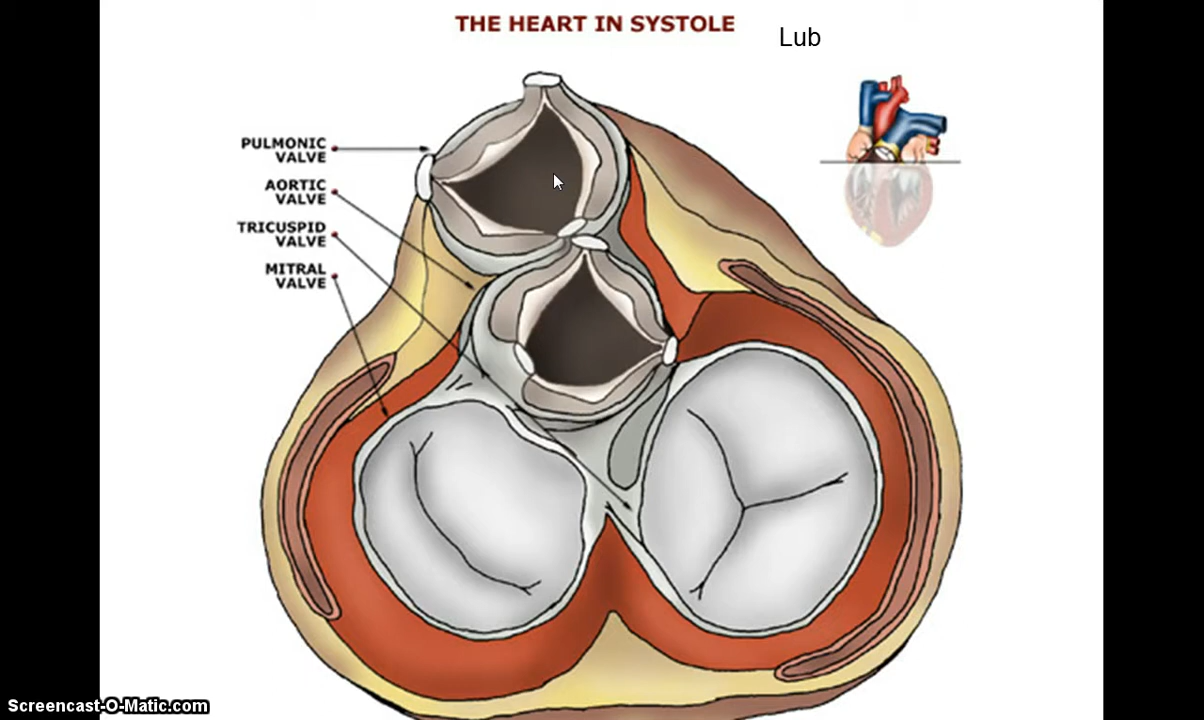 THE HEART IN SYSTOLE
Lub
PULMONIC
VALVE
AORTIC
VALVE
TRICUSPID
VALVE
MITRAL
VALVE
Screencast-O-Matic.com